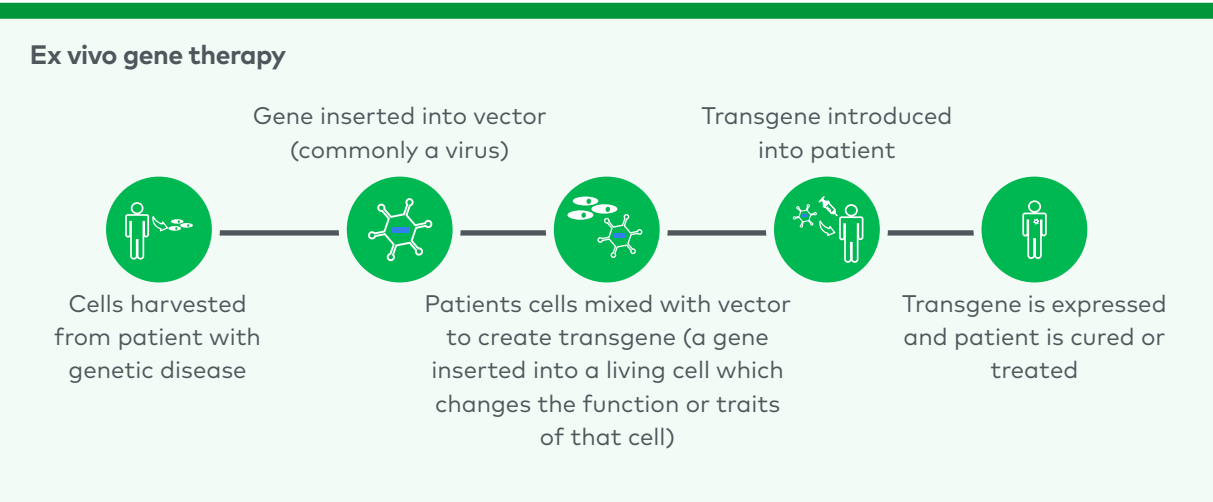 Ex vivo gene therapy
Cells harvested
from patient with
genetic disease
Gene inserted into vector
(commonly a virus)
Patients cells mixed with vector
to create transgene (a gene
inserted into a living cell which
changes the function or traits
of that cell)
Transgene introduced
into patient
Transgene is expressed
and patient is cured or
treated